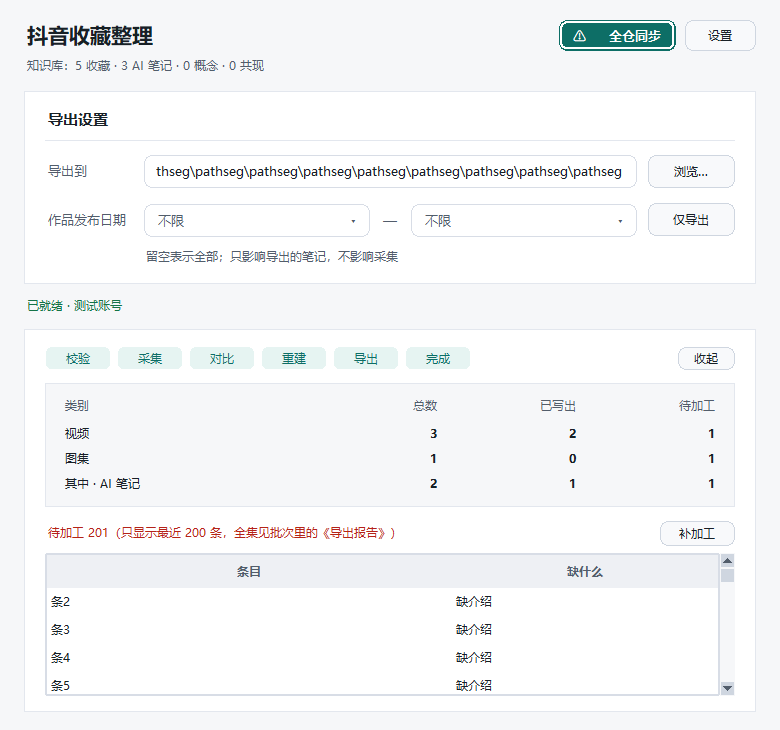 抖音收藏整理
全仓同步
设置
知识库：5 收藏 · 3 AI 笔记 · 0 概念 · 0 共现
导出设置
导出到
thseg\pathseg\pathseg\pathseg\pathseg\pathseg\pathseg\pathseg\pathseg
浏览...
作品发布日期
不限
—
不限
仅导出
留空表示全部；只影响导出的笔记，不影响采集
已就绪 · 测试账号
校验 采集 对比 重建 导出 完成
收起
类别 总数 已写出 待加工
视频 3 2 1
图集 1 0 1
其中 · AI 笔记 2 1 1
待加工 201（只显示最近 200 条，全集见批次里的《导出报告》）
补加工
条目 缺什么
条2 缺介绍
条3 缺介绍
条4 缺介绍
条5 缺介绍